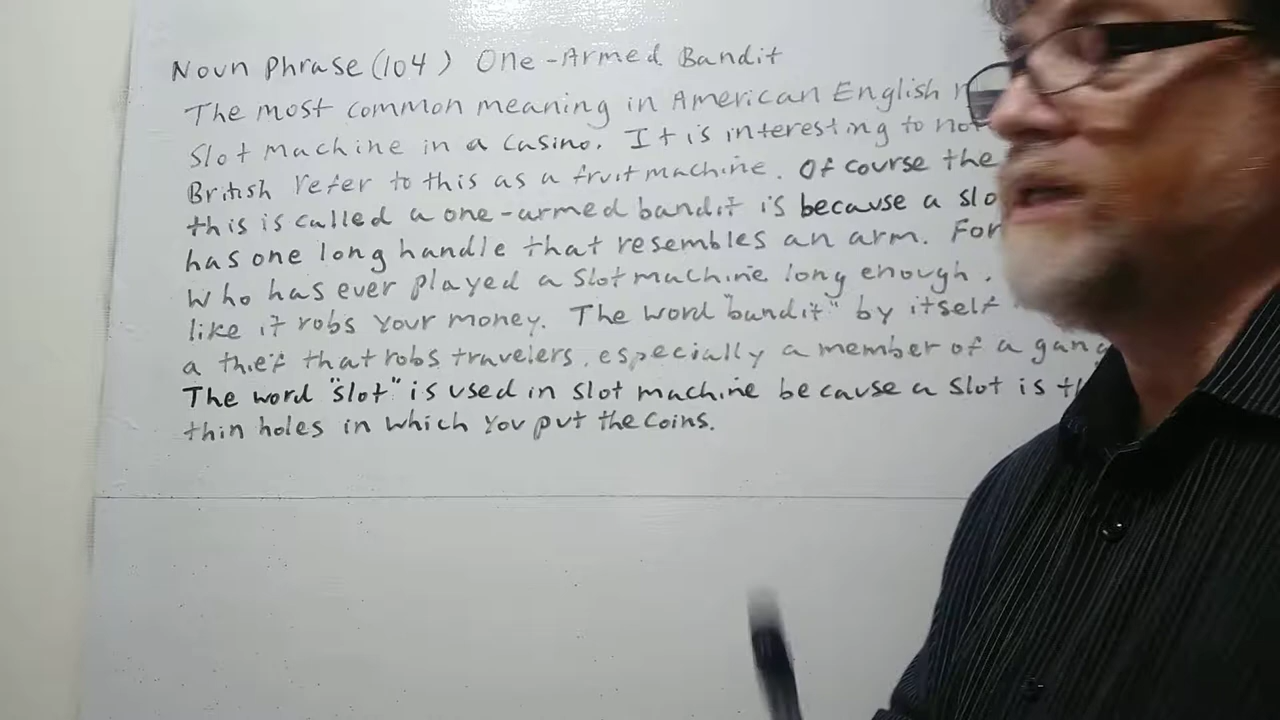 Noun Phrase (104) One-Armed Bandit
The most common meaning in American English
Slot machine in a casino. It is interesting to
British refer to this as a fruit machine. Of course the
this is called a one-armed bandit is because a
has one long handle that resembles an arm. For
who has ever played a slot machine long enough.
like it robs your money. The word "bandit" by itself
a thief that robs travelers, especially a member of a
The word "slot" is used in slot machine because a slot is
thin holes in which you put the coins.